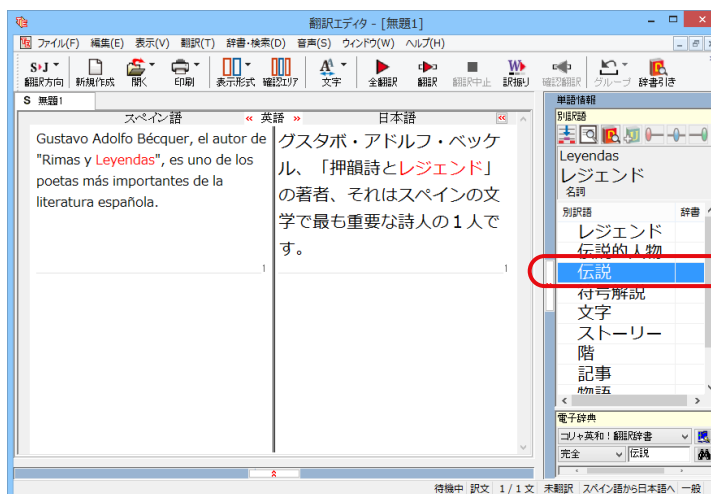 翻訳エディタ - [無題1]
ファイル(F) 編集(E) 表示(V) 翻訳(T) 辞書・検索(D) 音声(S) ウィンドウ(W) ヘルプ(H)
S›J
翻訳方向 新規作成 開く 印刷 表示形式 確認エリア 文字 全翻訳 翻訳 翻訳中止 訳振り 確認翻訳 グループ 辞書引き
S 無題1
スペイン語 « 英語 » 日本語 «
Gustavo Adolfo Bécquer, el autor de
"Rimas y Leyendas", es uno de los
poetas más importantes de la
literatura española.
1
グスタボ・アドルフ・ベッケ
ル、「押韻詩とレジェンド」
の著者、それはスペインの文
学で最も重要な詩人の1人で
す。
1
単語情報
別訳語
Leyendas
レジェンド
名詞
別訳語 辞書
レジェンド
伝説的人物
伝説
符号解説
文字
ストーリー
階
記事
物語
電子辞典
コリャ英和!翻訳辞書
完全 伝説
待機中 訳文 1 / 1 文 未翻訳 スペイン語から日本語へ 一般